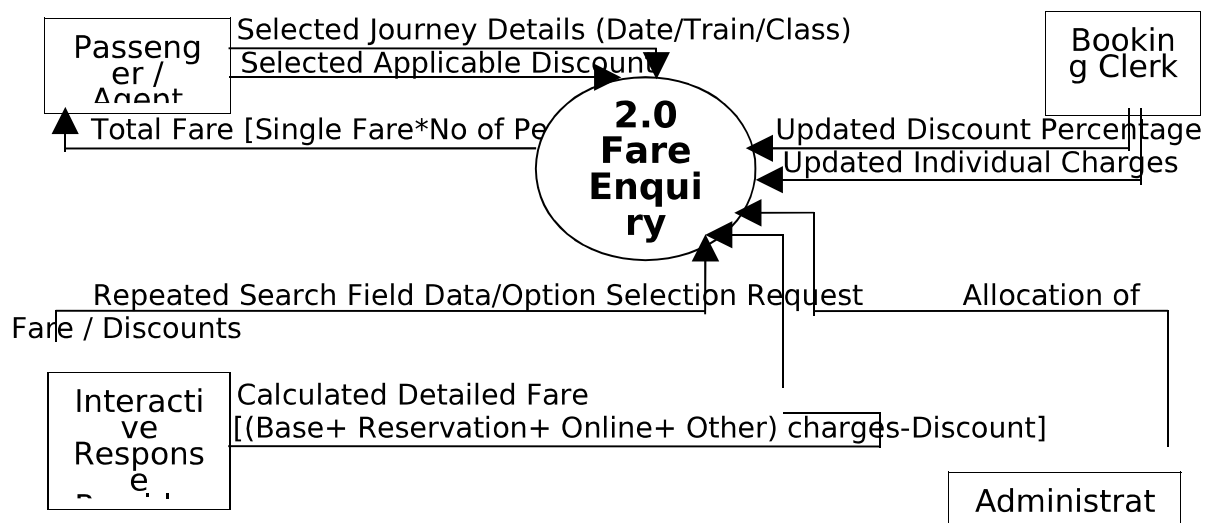 Selected Journey Details (Date/Train/Class)
Passeng
er /
Agent
Selected Applicable Discount
Bookin
g Clerk
Total Fare [Single Fare*No of Pe
2.0
Fare
Enqui
ry
Updated Discount Percentage
Updated Individual Charges
Repeated Search Field Data/Option Selection Request
Allocation of
Fare / Discounts
Interacti
ve
Respons
e
Calculated Detailed Fare
[(Base+ Reservation+ Online+ Other) charges-Discount]
Administrat